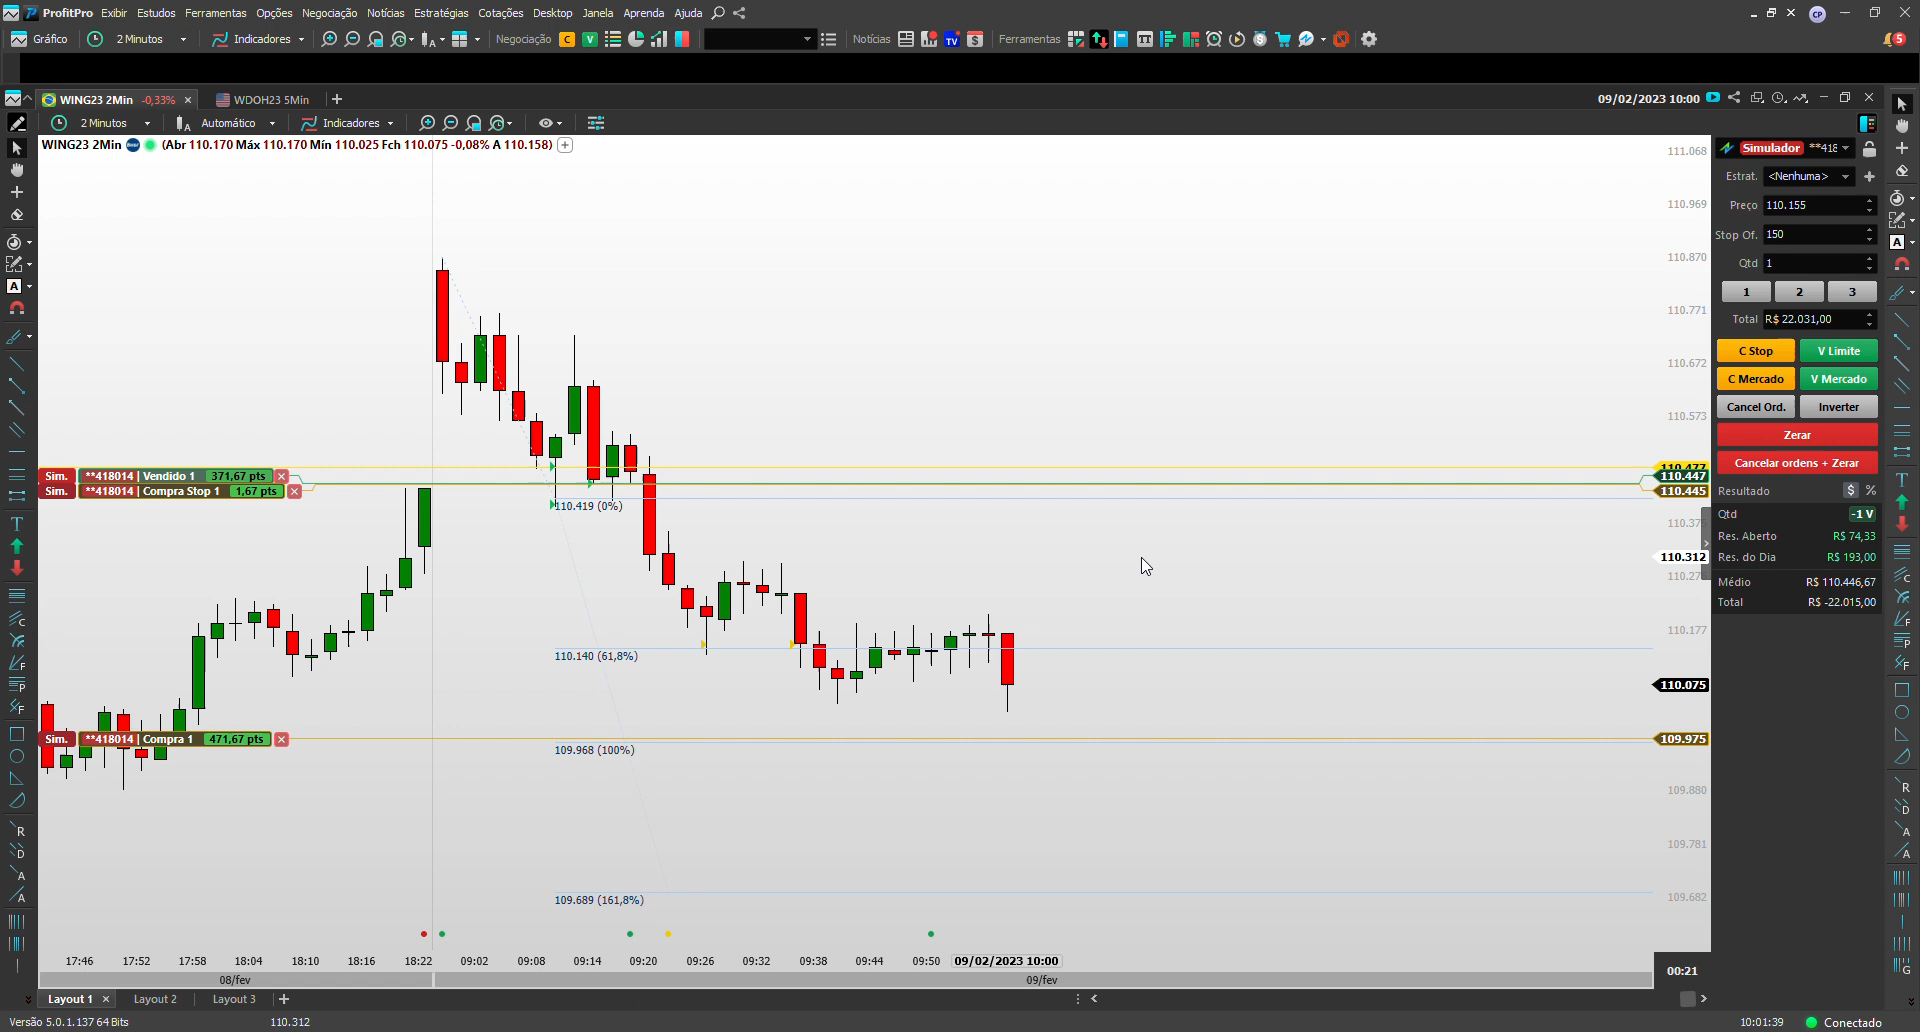 ProfitPro Exibir Estudos Ferramentas Opções Negociação Notícias Estratégias Cotações Desktop Janela Aprenda Ajuda CP
Gráfico 2 Minutos Indicadores Negociação C V Notícias TV $ Ferramentas TT 5
WING23 2Min -0,33% WDOH23 5Min 09/02/2023 10:00
2 Minutos Automático Indicadores
WING23 2Min (Abr 110.170 Máx 110.170 Mín 110.025 Fch 110.075 -0,08% A 110.158)
111.068
110.969
110.870
110.771
110.672
110.573
110.477
110.447
110.445
110.312
110.177
110.075
109.975
109.880
109.781
109.682
Sim. **418014 | Vendido 1 371,67 pts
Sim. **418014 | Compra Stop 1 1,67 pts
110.419 (0%)
110.140 (61,8%)
Sim. **418014 | Compra 1 471,67 pts
109.968 (100%)
109.689 (161,8%)
17:46 17:52 17:58 18:04 18:10 18:16 18:22 09:02 09:08 09:14 09:20 09:26 09:32 09:38 09:44 09:50 09/02/2023 10:00
08/fev 09/fev
00:21
Simulador **418
Estrat. <Nenhuma>
Preço 110.155
Stop Of. 150
Qtd 1
1 2 3
Total R$ 22.031,00
C Stop V Limite
C Mercado V Mercado
Cancel Ord. Inverter
Zerar
Cancelar ordens + Zerar
Resultado $ %
Qtd -1 V
Res. Aberto R$ 74,33
Res. do Dia R$ 193,00
Médio R$ 110.446,67
Total R$ -22.015,00
Layout 1 Layout 2 Layout 3
Versão 5.0.1.137 64 Bits 110.312 10:01:39 Conectado